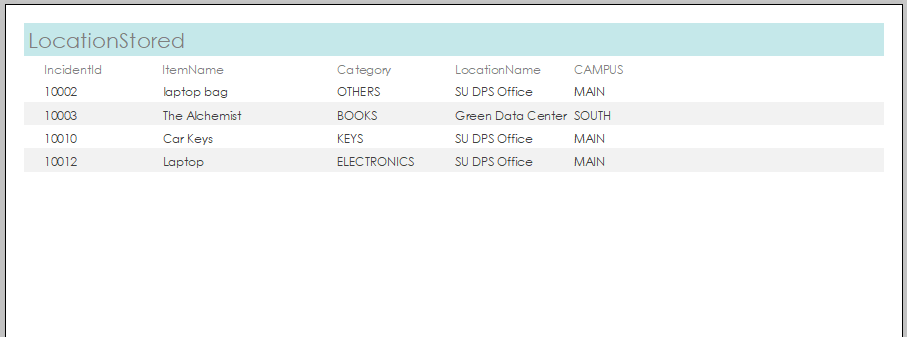 LocationStored
IncidentId ItemName Category LocationName CAMPUS
10002 laptop bag OTHERS SU DPS Office MAIN
10003 The Alchemist BOOKS Green Data Center SOUTH
10010 Car Keys KEYS SU DPS Office MAIN
10012 Laptop ELECTRONICS SU DPS Office MAIN